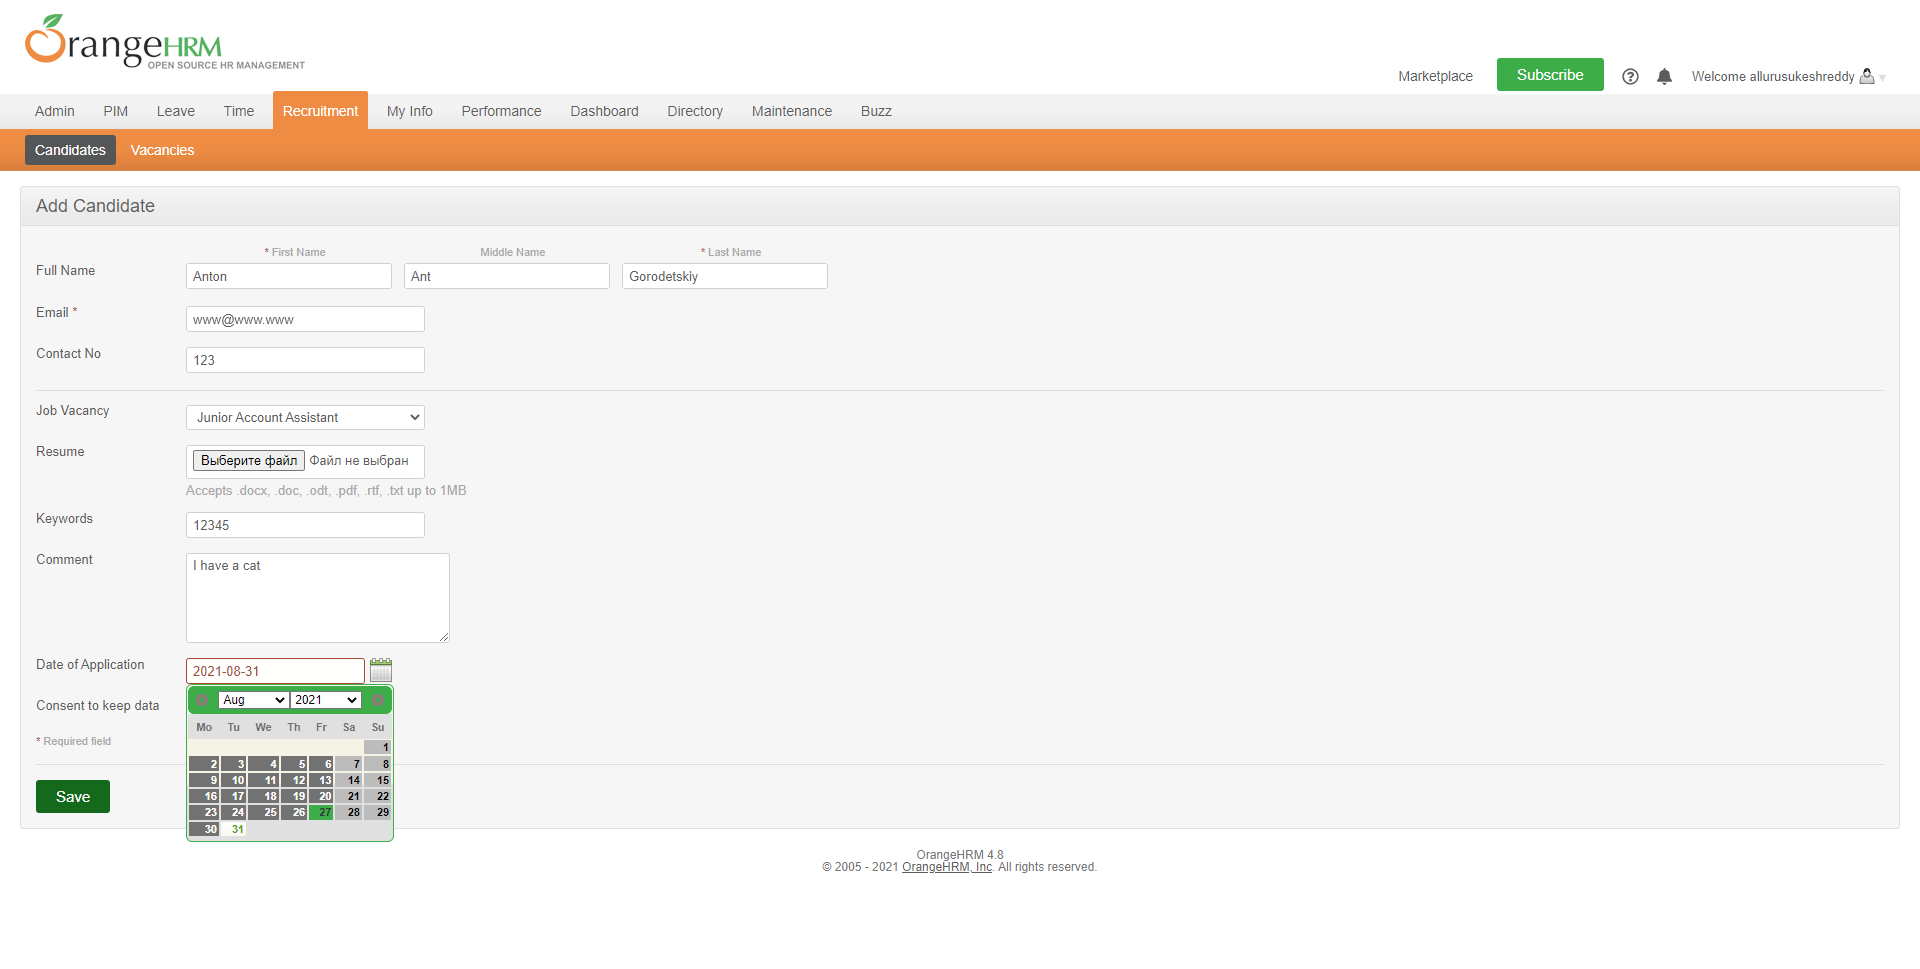 OrangeHRM
OPEN SOURCE HR MANAGEMENT
Marketplace Subscribe Welcome allurusukeshreddy
Admin PIM Leave Time Recruitment My Info Performance Dashboard Directory Maintenance Buzz
Candidates Vacancies
Add Candidate
* First Name Middle Name * Last Name
Full Name Anton Ant Gorodetskiy
Email * www@www.www
Contact No 123
Job Vacancy Junior Account Assistant
Resume Выберите файл Файл не выбран
Accepts .docx, .doc, .odt, .pdf, .rtf, .txt up to 1MB
Keywords 12345
Comment I have a cat
Date of Application 2021-08-31
Consent to keep data Aug 2021
Mo Tu We Th Fr Sa Su
* Required field
1
2 3 4 5 6 7 8
9 10 11 12 13 14 15
16 17 18 19 20 21 22
23 24 25 26 27 28 29
30 31
Save
OrangeHRM 4.8
© 2005 - 2021 OrangeHRM, Inc. All rights reserved.